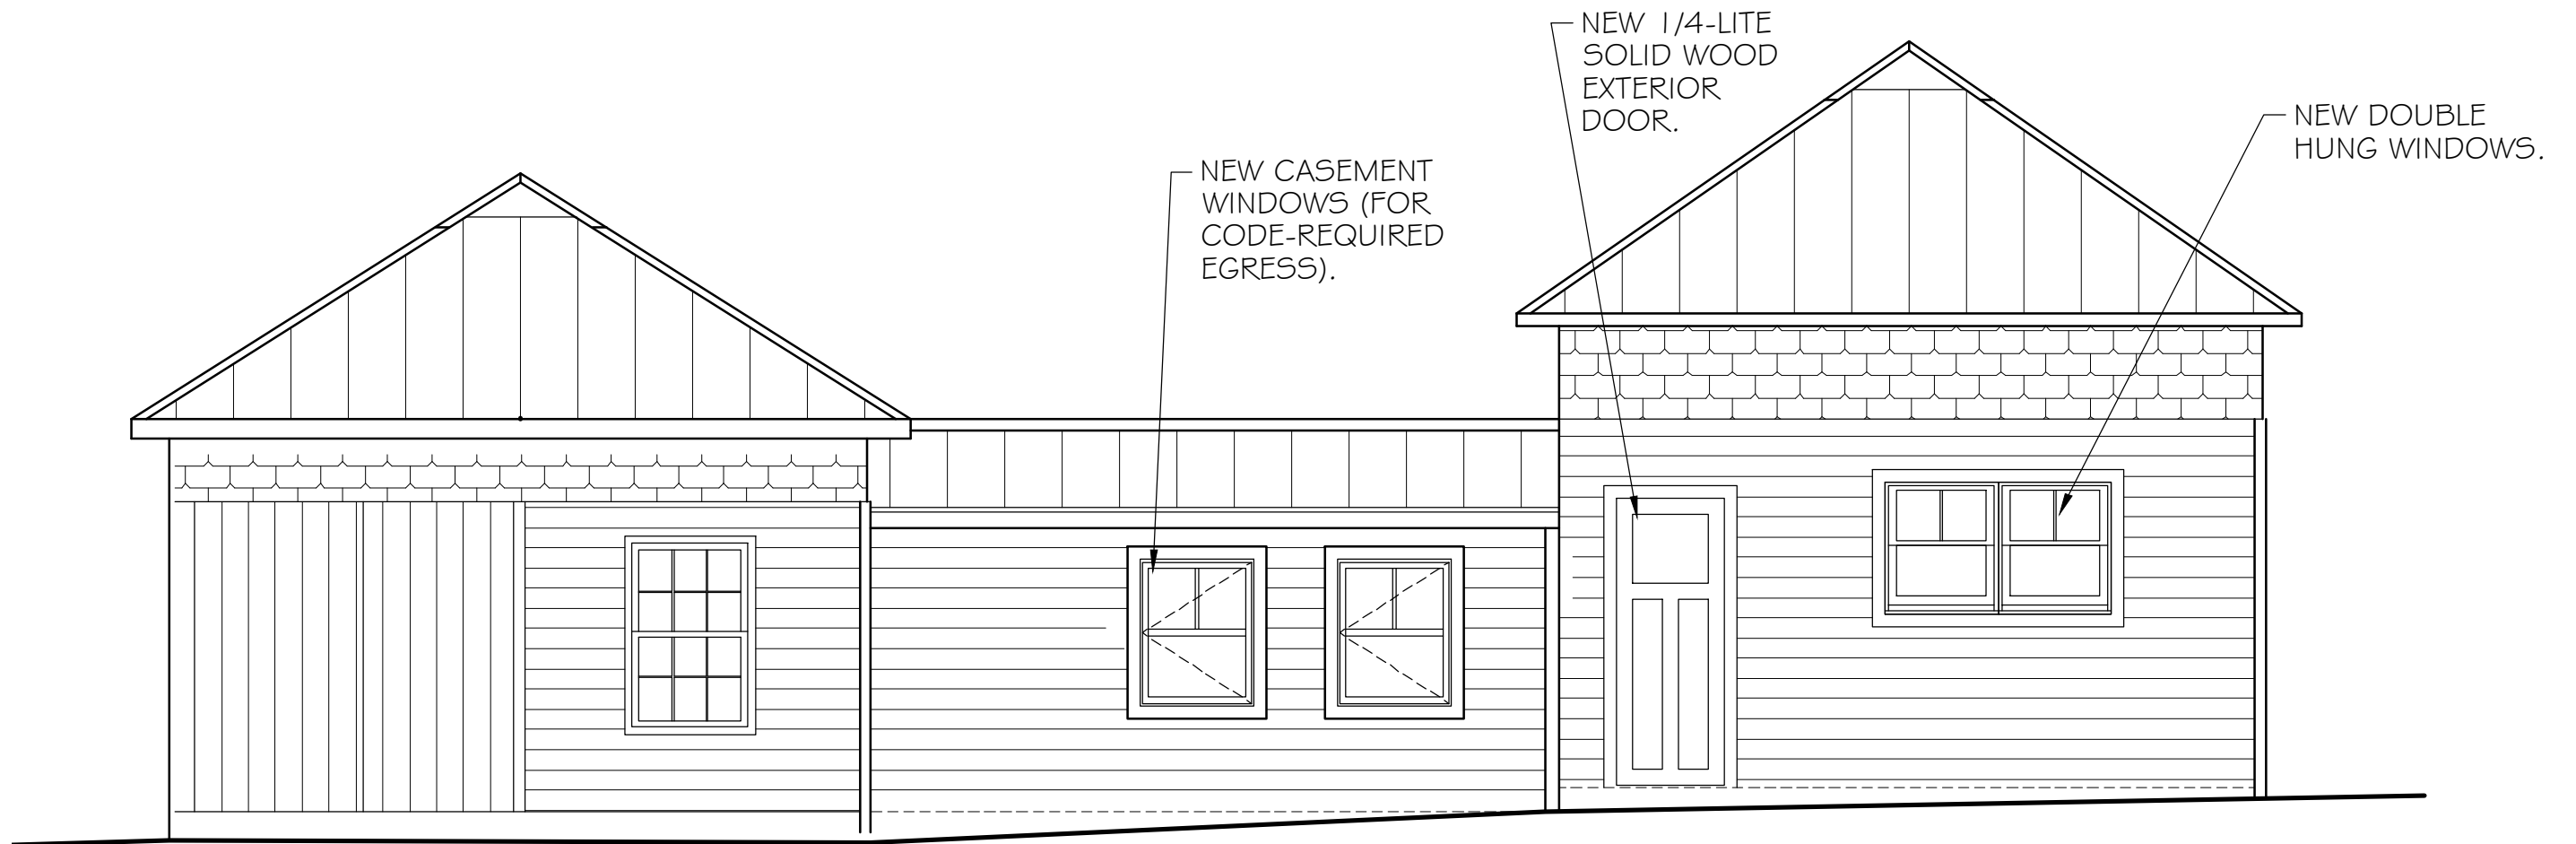 NEW 1/4-LITE
SOLID WOOD
EXTERIOR
DOOR.
NEW DOUBLE
HUNG WINDOWS.
NEW CASEMENT
WINDOWS (FOR
CODE-REQUIRED
EGRESS).